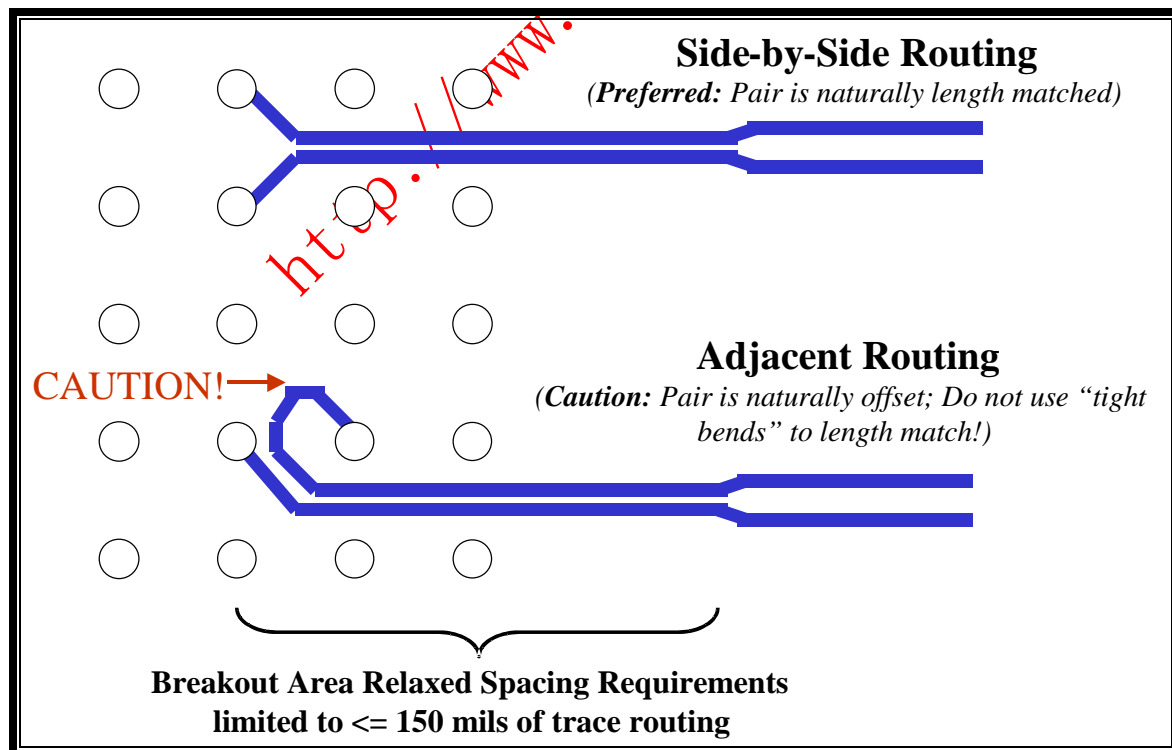 http://www.
Side-by-Side Routing
(Preferred: Pair is naturally length matched)
CAUTION!
Adjacent Routing
(Caution: Pair is naturally offset; Do not use “tight
bends” to length match!)
Breakout Area Relaxed Spacing Requirements
limited to <= 150 mils of trace routing